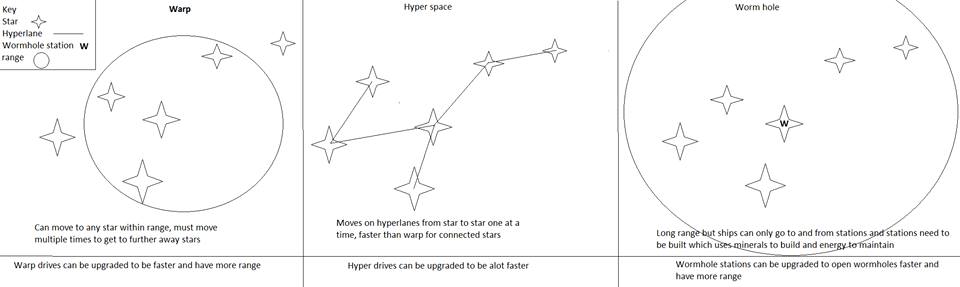 Key
Star
Hyperlane
Wormhole station W
range
Warp
Can move to any star within range, must move
multiple times to get to further away stars
Warp drives can be upgraded to be faster and have more range
Hyper space
Moves on hyperlanes from star to star one at a
time, faster than warp for connected stars
Hyper drives can be upgraded to be alot faster
Worm hole
W
Long range but ships can only go to and from stations and stations need to
be built which uses minerals to build and energy to maintain
Wormhole stations can be upgraded to open wormholes faster and
have more range